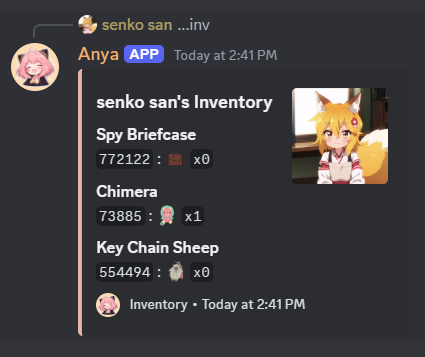 senko san ...inv
Anya APP Today at 2:41 PM
senko san's Inventory
Spy Briefcase
772122 : x0
Chimera
73885 : x1
Key Chain Sheep
554494 : x0
Inventory • Today at 2:41 PM